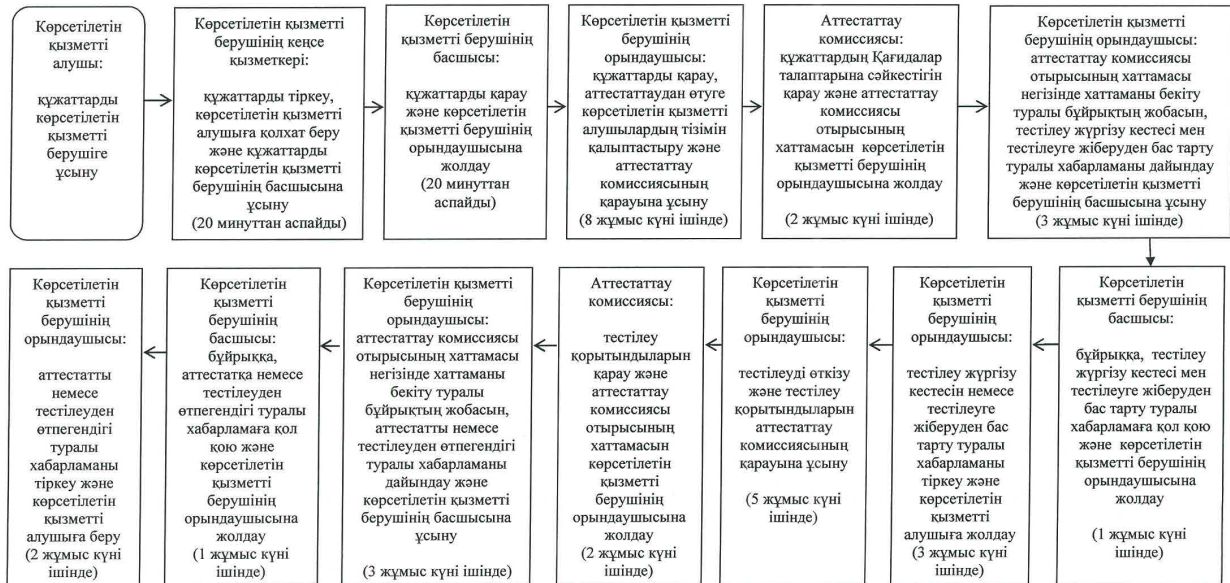 Көрсетілетін
қызметті
алушы:
құжаттарды
көрсетілетін
қызметті
берушіге
ұсыну
Көрсетілетін қызметті
берушінің кеңсе
қызметкері:
құжаттарды тіркеу,
көрсетілетін қызметті
алушыға қолхат беру
және құжаттарды
көрсетілетін қызметті
берушінің басшысына
ұсыну
(20 минуттан аспайды)
Көрсетілетін
қызметті берушінің
басшысы:
құжаттарды қарау
және көрсетілетін
қызметті берушінің
орындаушысына
жолдау
(20 минуттан
аспайды)
Көрсетілетін қызметті
берушінің
орындаушысы:
құжаттарды қарау,
аттестаттаудан өтуге
көрсетілетін қызметті
алушылардың тізімін
қалыптастыру және
аттестаттау
комиссиясының
қарауына ұсыну
(8 жұмыс күні ішінде)
Аттестаттау
комиссиясы:
құжаттардың Қағидалар
талаптарына сәйкестігін
қарау және аттестаттау
комиссиясы
отырысының
хаттамасын көрсетілетін
қызметті берушінің
орындаушысына жолдау
(2 жұмыс күні ішінде)
Көрсетілетін қызметті
берушінің орындаушысы:
аттестаттау комиссиясы
отырысының хаттамасы
негізінде хаттаманы бекіту
туралы бұйрықтың жобасын,
тестілеу жүргізу кестесі мен
тестілеуге жіберуден бас тарту
туралы хабарламаны дайындау
және көрсетілетін қызметті
берушінің басшысына ұсыну
(3 жұмыс күні ішінде)
Көрсетілетін
қызметті берушінің
басшысы:
бұйрыққа, тестілеу
жүргізу кестесі мен
тестілеуге жіберуден
бас тарту туралы
хабарламаға қол қою
және көрсетілетін
қызметті берушінің
орындаушысына
жолдау
(1 жұмыс күні
ішінде)
Көрсетілетін
қызметті
берушінің
орындаушысы:
тестілеу жүргізу
кестесін немесе
тестілеуге
жіберуден бас
тарту туралы
хабарламаны
тіркеу және
көрсетілетін
қызметті
алушыға жолдау
(3 жұмыс күні
ішінде)
Көрсетілетін
қызметті
берушінің
орындаушысы:
тестілеуді өткізу
және тестілеу
қорытындыларын
аттестаттау
комиссиясының
қарауына ұсыну
(5 жұмыс күні
ішінде)
Аттестаттау
комиссиясы:
тестілеу
қорытындыларын
қарау және
аттестаттау
комиссиясы
отырысының
хаттамасын
көрсетілетін
қызметті
берушінің
орындаушысына
жолдау
(2 жұмыс күні
ішінде)
Көрсетілетін қызметті
берушінің
орындаушысы:
аттестаттау комиссиясы
отырысының хаттамасы
негізінде хаттаманы
бекіту туралы
бұйрықтың жобасын,
аттестатты немесе
тестілеуден өтпегендігі
туралы хабарламаны
дайындау және
көрсетілетін қызметті
берушінің басшысына
ұсыну
(3 жұмыс күні ішінде)
Көрсетілетін
қызметті
берушінің
басшысы:
бұйрыққа,
аттестатқа немесе
тестілеуден
өтпегендігі туралы
хабарламаға қол
қою және
көрсетілетін
қызметті
берушінің
орындаушысына
жолдау
(1 жұмыс күні
ішінде)
Көрсетілетін
қызметті
берушінің
орындаушысы:
аттестатты
немесе
тестілеуден
өтпегендігі
туралы
хабарламаны
тіркеу және
көрсетілетін
қызметті
алушыға беру
(2 жұмыс күні
ішінде)